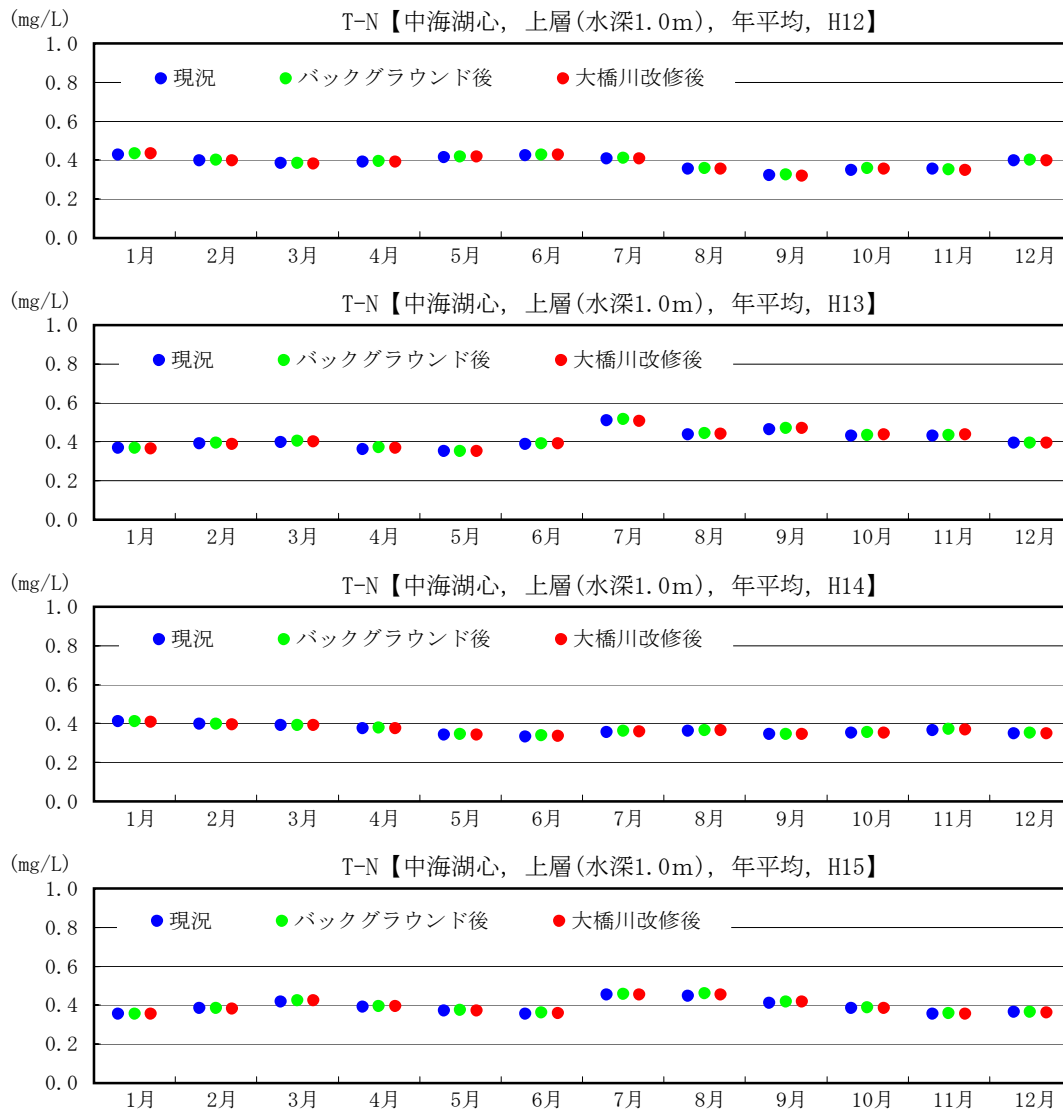 (mg/L) T-N【中海湖心, 上層(水深1.0m), 年平均, H12】
1.0
● 現況 ● バックグラウンド後 ● 大橋川改修後
0.8
0.6
0.4
0.2
0.0
1月 2月 3月 4月 5月 6月 7月 8月 9月 10月 11月 12月
(mg/L) T-N【中海湖心, 上層(水深1.0m), 年平均, H13】
1.0
● 現況 ● バックグラウンド後 ● 大橋川改修後
0.8
0.6
0.4
0.2
0.0
1月 2月 3月 4月 5月 6月 7月 8月 9月 10月 11月 12月
(mg/L) T-N【中海湖心, 上層(水深1.0m), 年平均, H14】
1.0
● 現況 ● バックグラウンド後 ● 大橋川改修後
0.8
0.6
0.4
0.2
0.0
1月 2月 3月 4月 5月 6月 7月 8月 9月 10月 11月 12月
(mg/L) T-N【中海湖心, 上層(水深1.0m), 年平均, H15】
1.0
● 現況 ● バックグラウンド後 ● 大橋川改修後
0.8
0.6
0.4
0.2
0.0
1月 2月 3月 4月 5月 6月 7月 8月 9月 10月 11月 12月